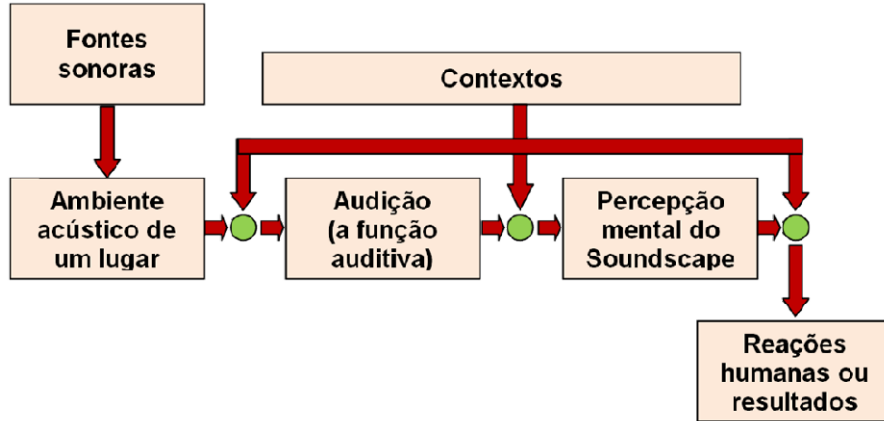 Fontes
sonoras
Contextos
Ambiente
acústico de
um lugar
Audição
(a função
auditiva)
Percepção
mental do
Soundscape
Reações
humanas ou
resultados